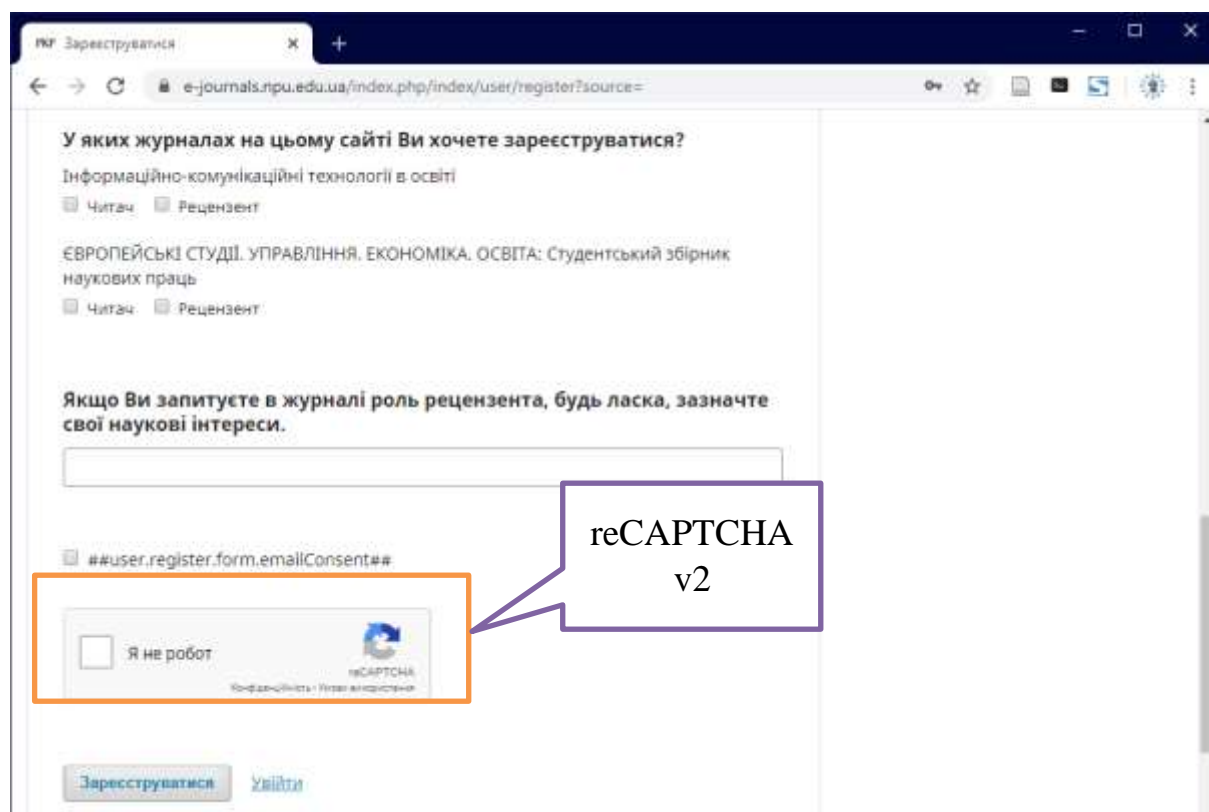 Зареєструватися
e-journals.npu.edu.ua/index.php/index/user/register?source=
У яких журналах на цьому сайті Ви хочете зареєструватися?
Інформаційно-комунікаційні технології в освіті
Читач Рецензент
ЄВРОПЕЙСЬКІ СТУДІЇ. УПРАВЛІННЯ. ЕКОНОМІКА. ОСВІТА: Студентський збірник
наукових праць
Читач Рецензент
Якщо Ви запитуєте в журналі роль рецензента, будь ласка, зазначте
свої наукові інтереси.
reCAPTCHA
v2
##user.register.form.emailConsent##
Я не робот
reCAPTCHA
Конфіденційність - Умови використання
Зареєструватися Увійти